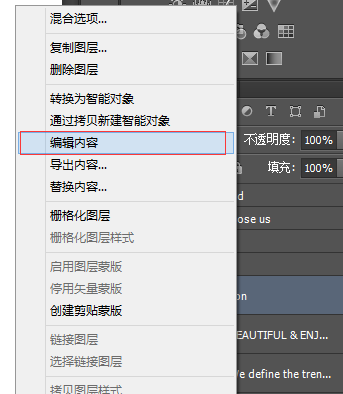 混合选项...
复制图层...
删除图层
转换为智能对象
通过拷贝新建智能对象
编辑内容
导出内容...
替换内容...
栅格化图层
栅格化图层样式
启用图层蒙版
停用矢量蒙版
创建剪贴蒙版
链接图层
选择链接图层
拷贝图层样式
T
不透明度: 100%
填充: 100%
d
ose us
on
EAUTIFUL & ENJ...
e define the tren...